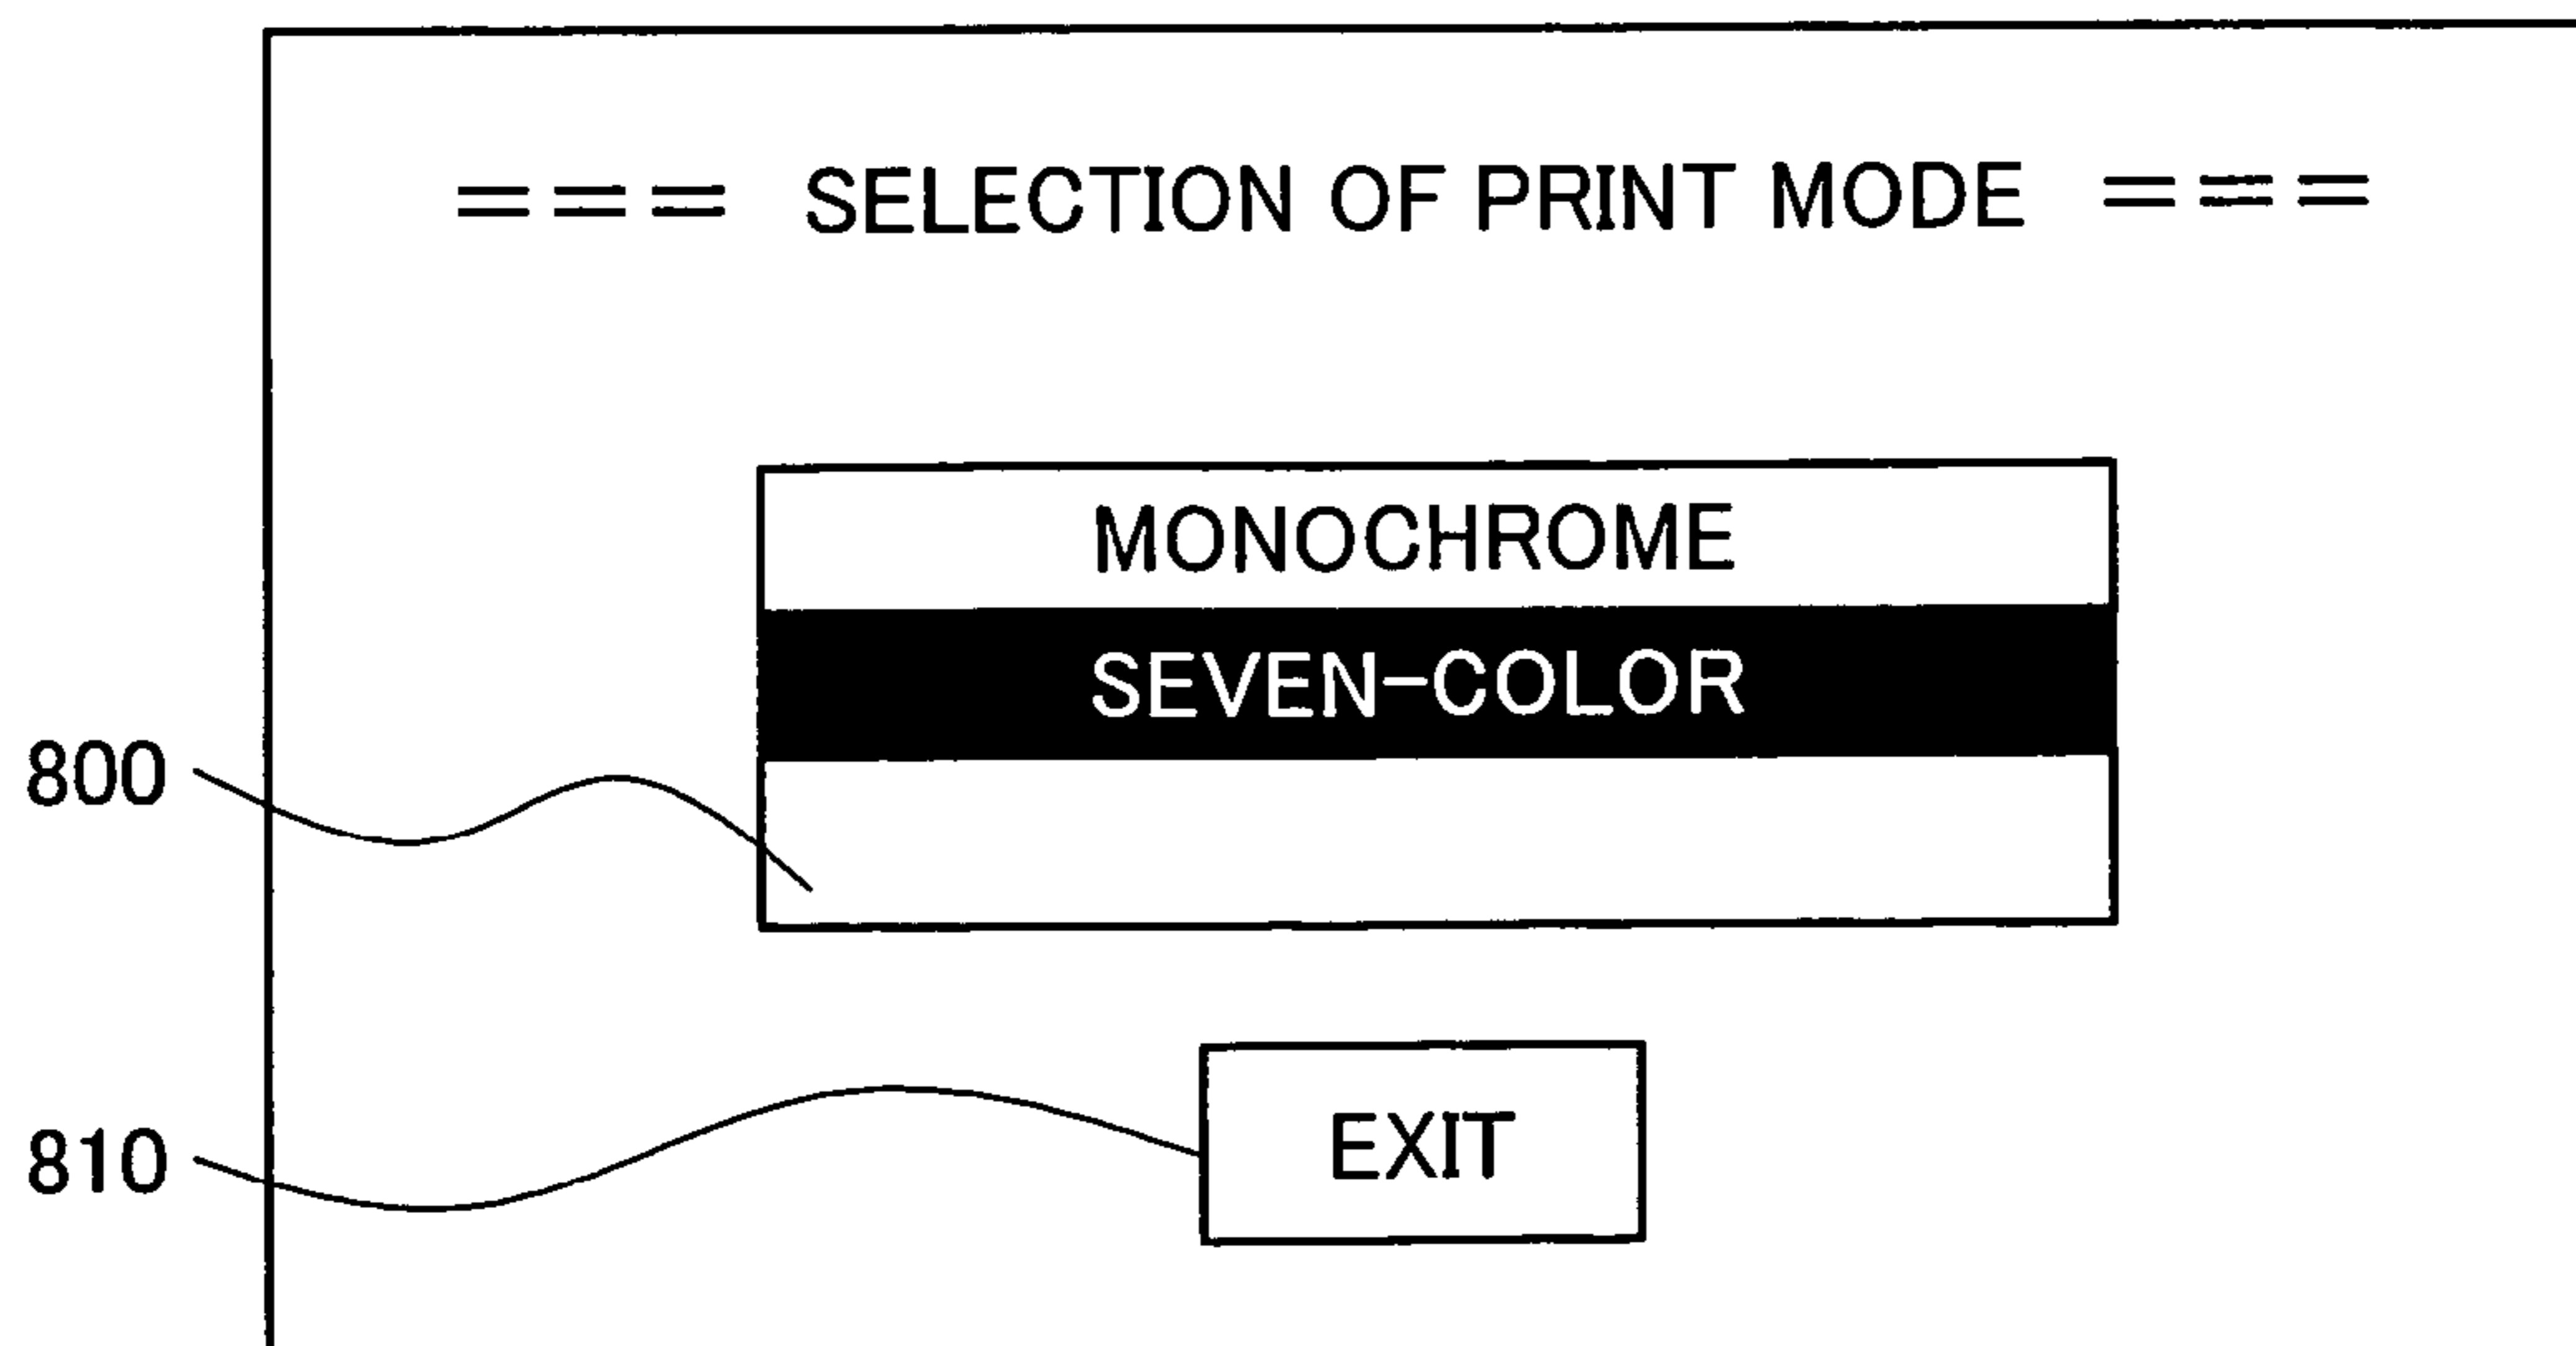 === SELECTION OF PRINT MODE ===
MONOCHROME
SEVEN-COLOR
800
810 EXIT